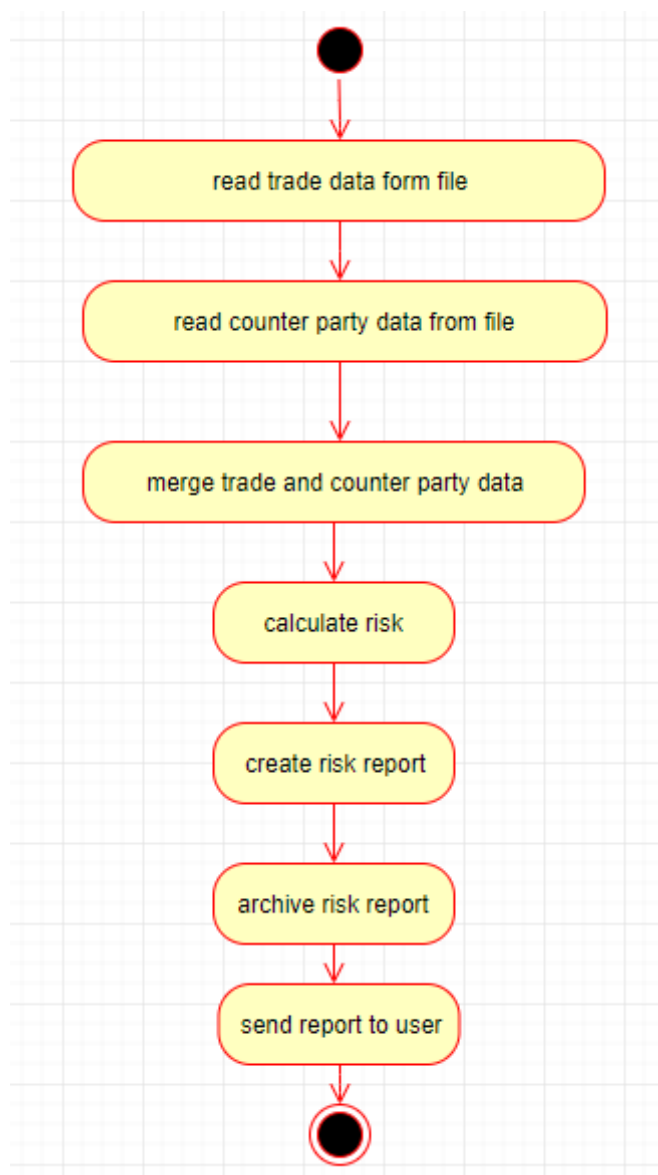 read trade data form file
read counter party data from file
merge trade and counter party data
calculate risk
create risk report
archive risk report
send report to user